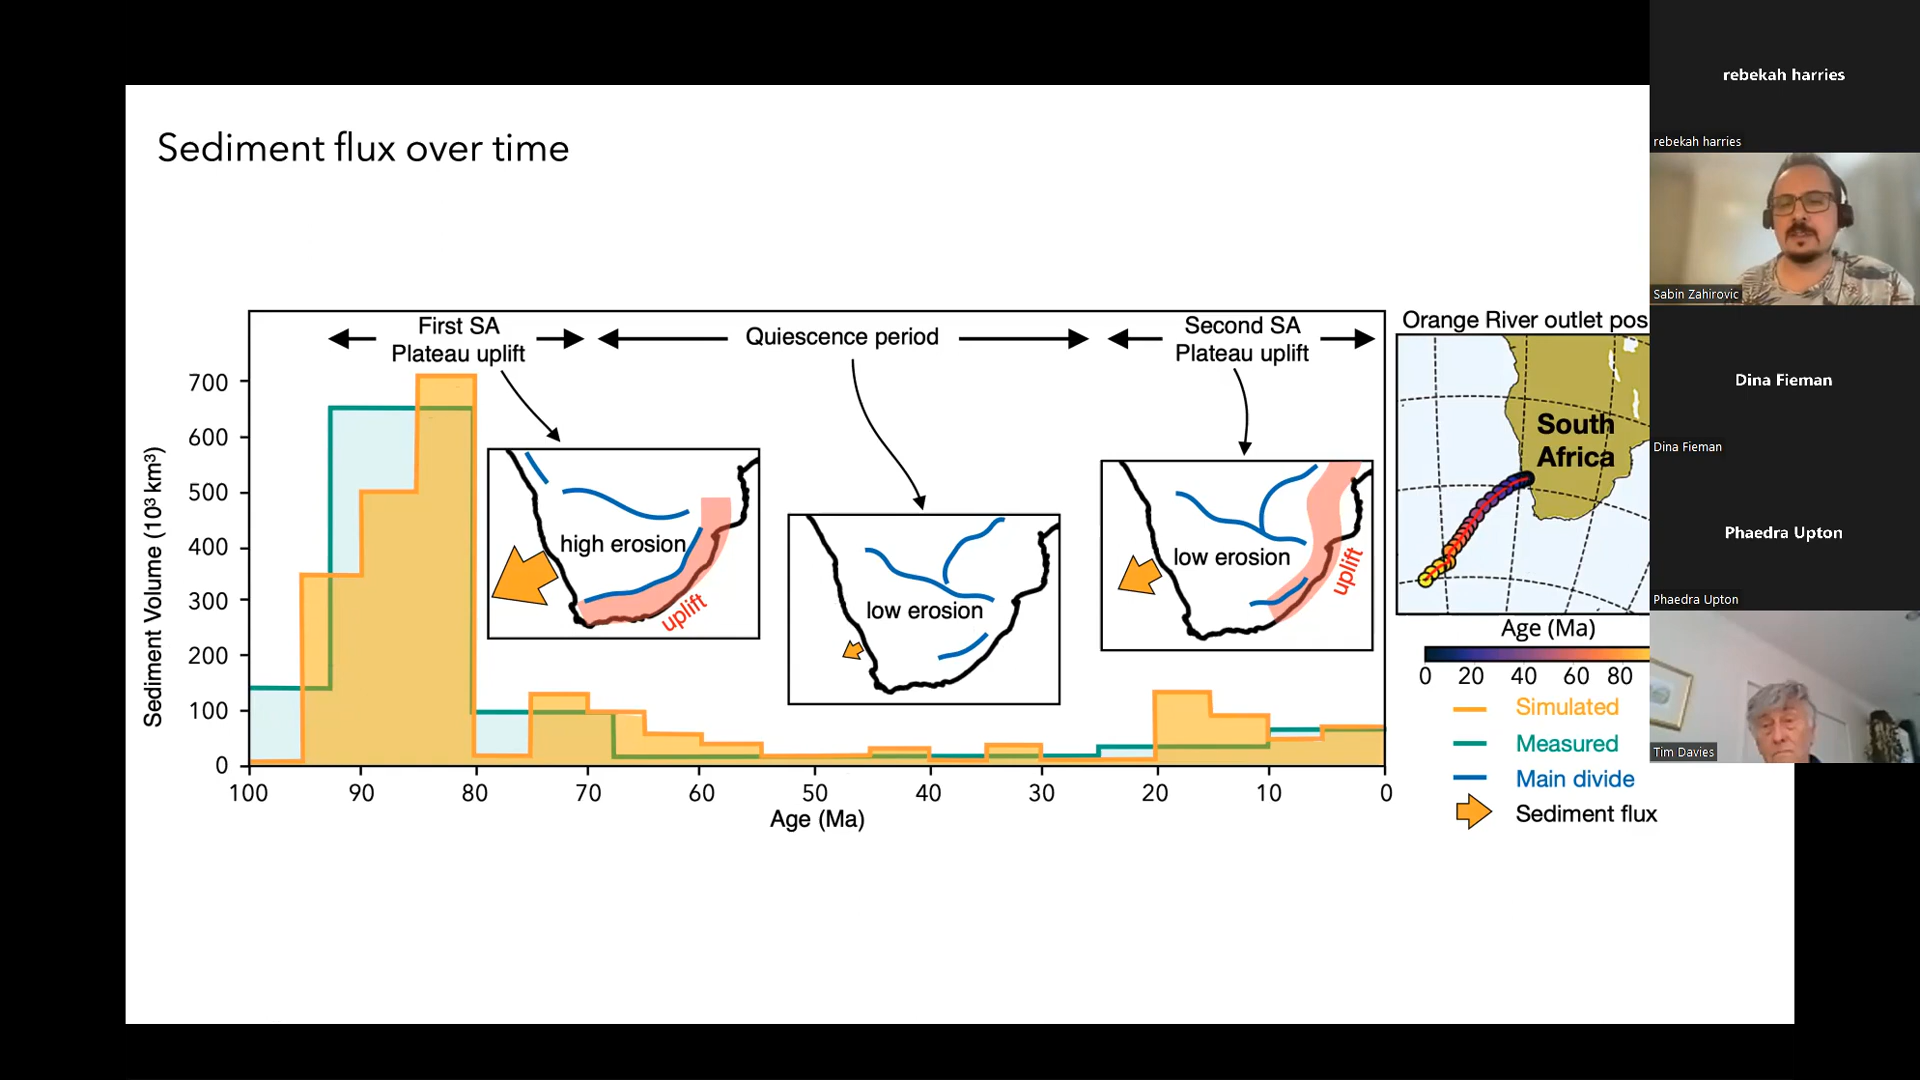 Sediment flux over time
First SA
Plateau uplift
Quiescence period
Second SA
Plateau uplift
Sediment Volume (10³ km³)
700
600
500
400
300
200
100
0
high erosion
uplift
low erosion
low erosion
uplift
100
90
80
70
60
50
40
30
20
10
0
Age (Ma)
Orange River outlet pos
South
Africa
Age (Ma)
0 20 40 60 80
Simulated
Measured
Main divide
Sediment flux
rebekah harries
rebekah harries
Sabin Zahirovic
Dina Fieman
Dina Fieman
Phaedra Upton
Phaedra Upton
Tim Davies